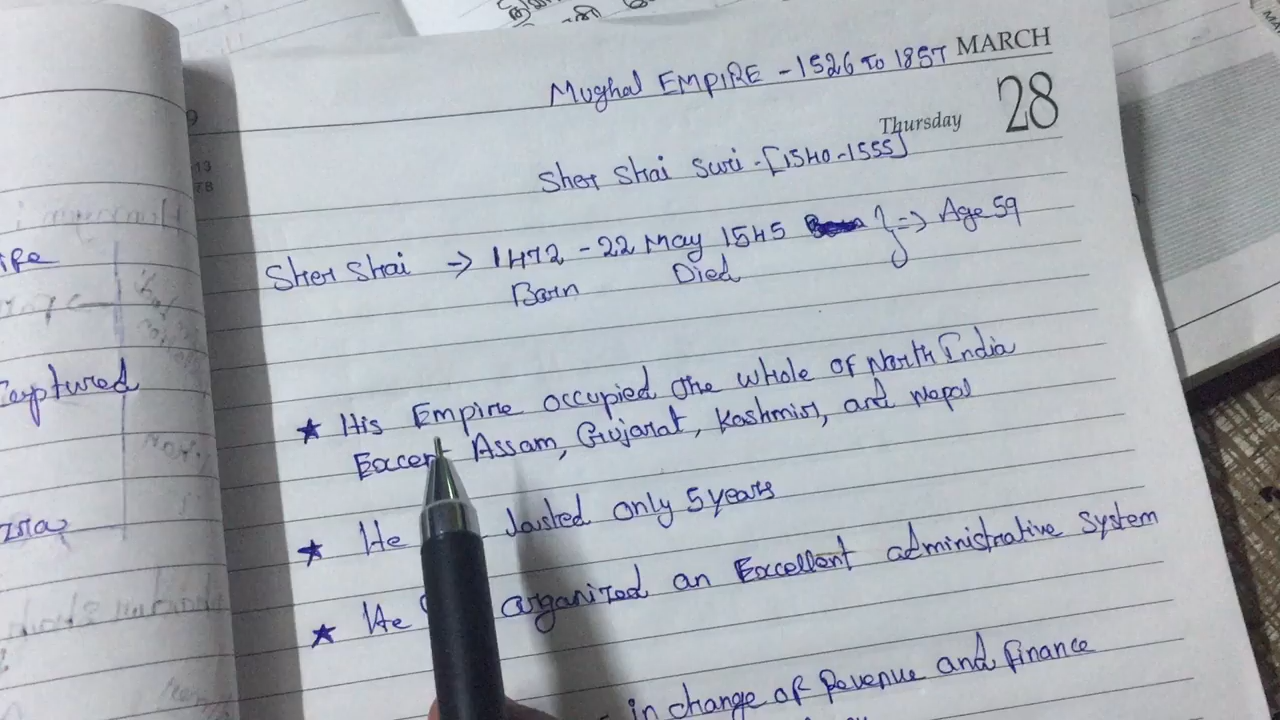 MARCH
Mughal EMPIRE - 1526 To 1857
28
Thursday
Sher Shai Suri - [1540-1555]
Sher Shai → 1472 - 22 May 1545 } => Age 59
Born Died
★ His Empire occupied the whole of North India
Except Assam, Gujarat, Kashmir, and Nepal
★ He lasted only 5 years
★ He organized an Excellent administrative system
in change of Revenue and finance
Captured